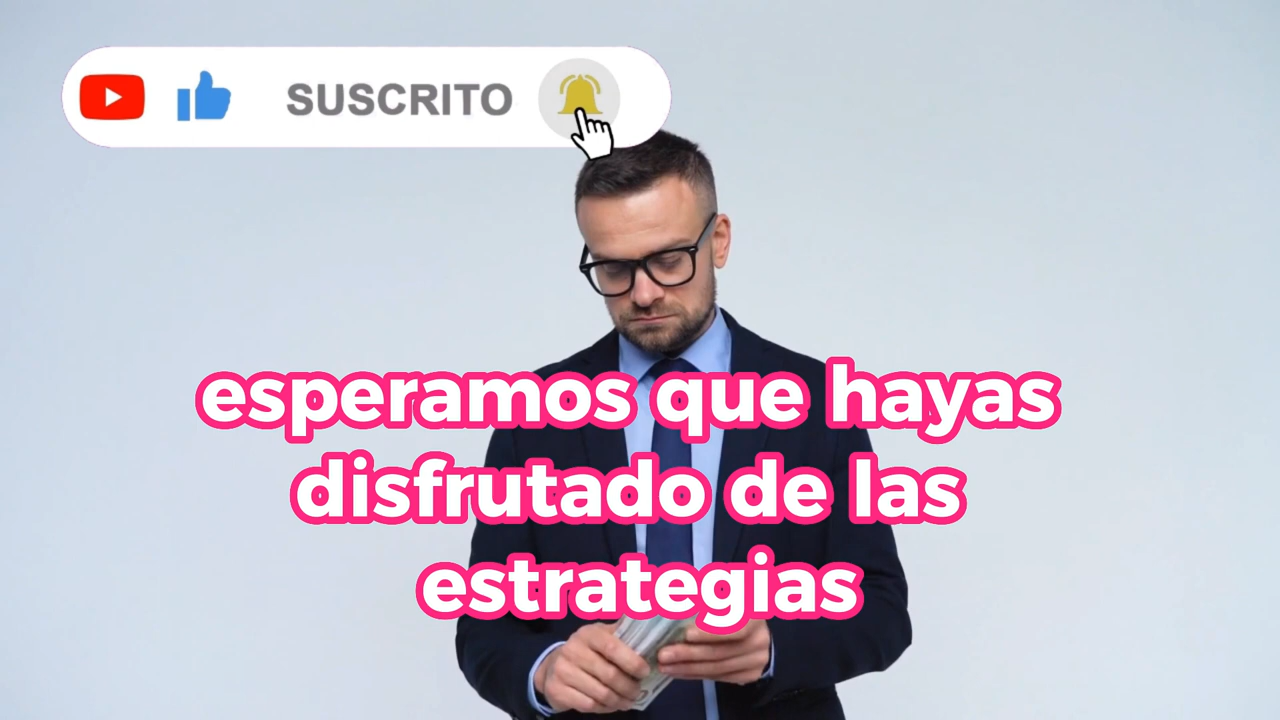 SUSCRITO
esperamos que hayas
disfrutado de las
estrategias